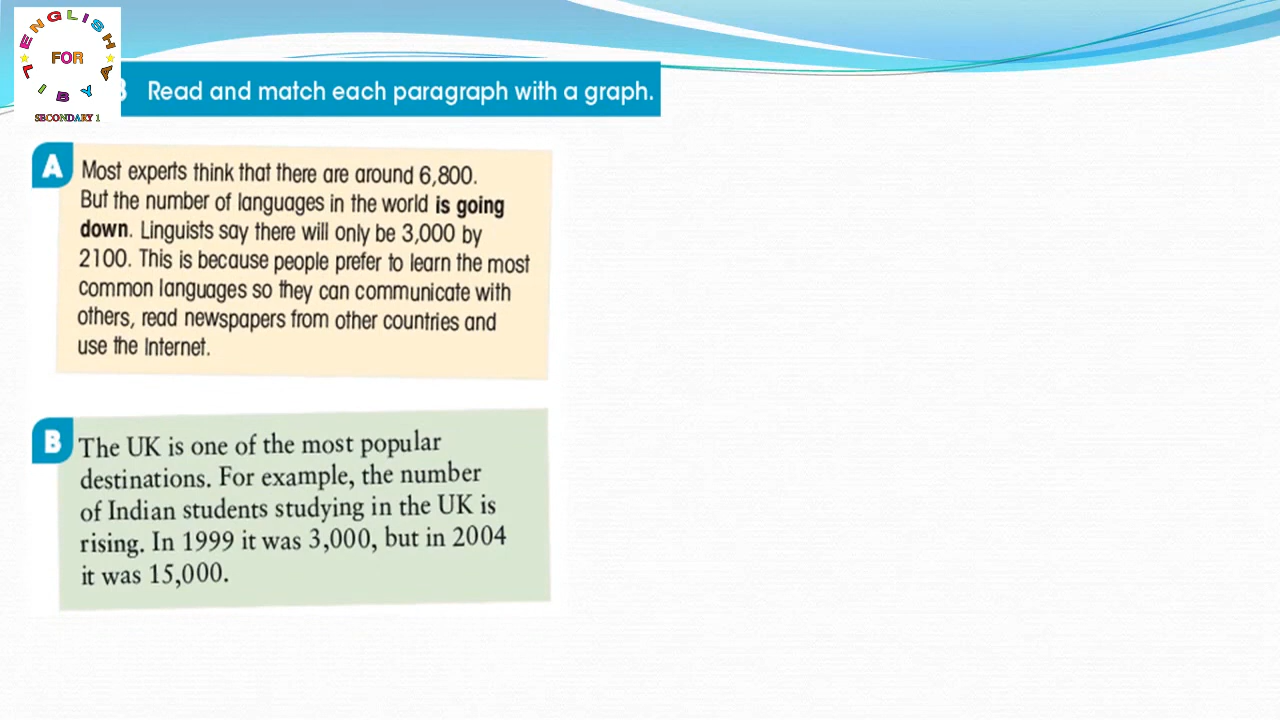 ENGLISH
FOR
LIBYA
SECONDARY 1
Read and match each paragraph with a graph.
A
Most experts think that there are around 6,800.
But the number of languages in the world is going
down. Linguists say there will only be 3,000 by
2100. This is because people prefer to learn the most
common languages so they can communicate with
others, read newspapers from other countries and
use the Internet.
B
The UK is one of the most popular
destinations. For example, the number
of Indian students studying in the UK is
rising. In 1999 it was 3,000, but in 2004
it was 15,000.